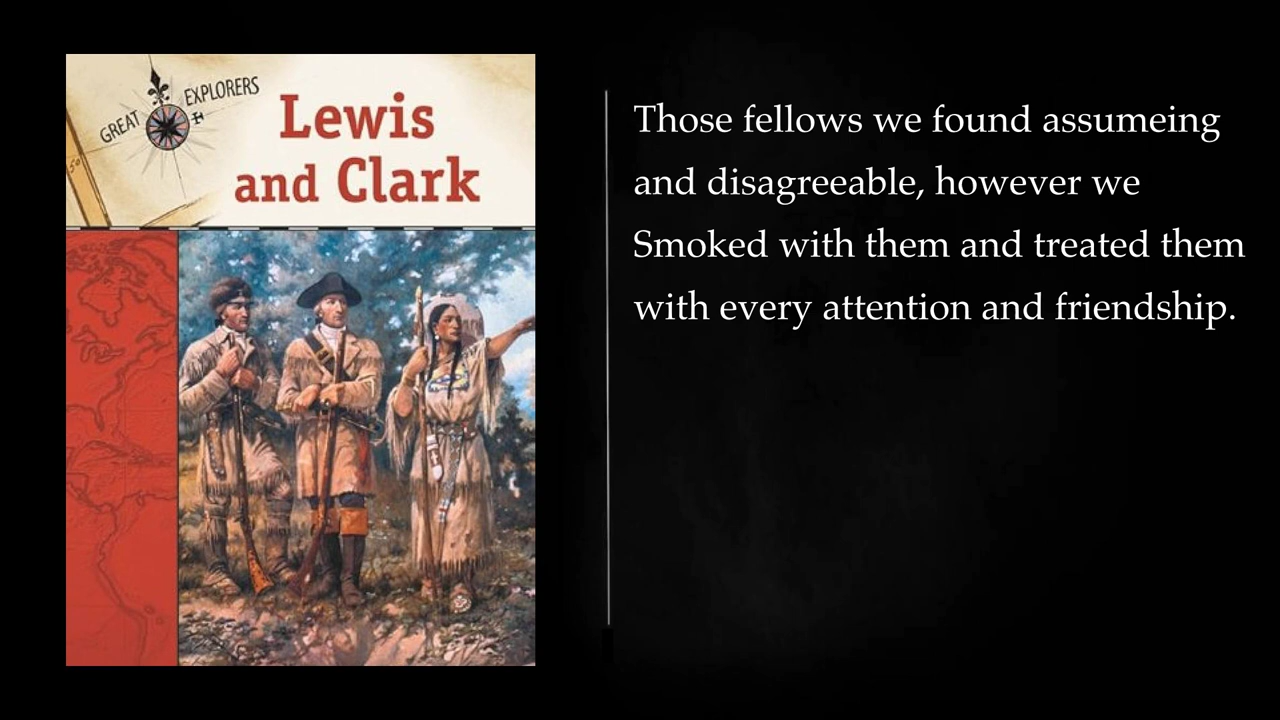 GREAT EXPLORERS
Lewis
and Clark
50
Those fellows we found assumeing
and disagreeable, however we
Smoked with them and treated them
with every attention and friendship.